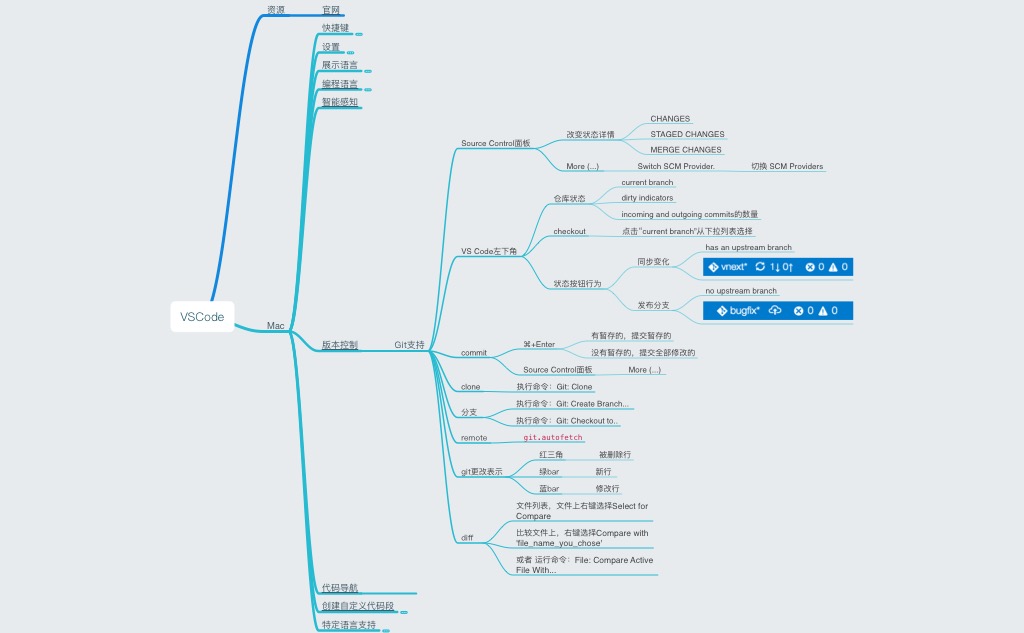 资源
官网
快捷键
设置
展示语言
编程语言
智能感知
VSCode
Mac
版本控制
Git支持
Source Control面板
改变状态详情
CHANGES
STAGED CHANGES
MERGE CHANGES
More (...)
Switch SCM Provider.
切换 SCM Providers
VS Code左下角
仓库状态
current branch
dirty indicators
incoming and outgoing commits的数量
checkout
点击"current branch"从下拉列表选择
状态按钮行为
同步变化
has an upstream branch
vnext* 1↓ 0↑ 0 0
发布分支
no upstream branch
bugfix* 0 0
commit
⌘+Enter
有暂存的，提交暂存的
没有暂存的，提交全部修改的
Source Control面板
More (...)
clone
执行命令：Git: Clone
分支
执行命令：Git: Create Branch...
执行命令：Git: Checkout to..
remote
git.autofetch
git更改表示
红三角
被删除行
绿bar
新行
蓝bar
修改行
diff
文件列表，文件上右键选择Select for
Compare
比较文件上，右键选择Compare with
'file_name_you_chose'
或者 运行命令：File: Compare Active
File With...
代码导航
创建自定义代码段
特定语言支持